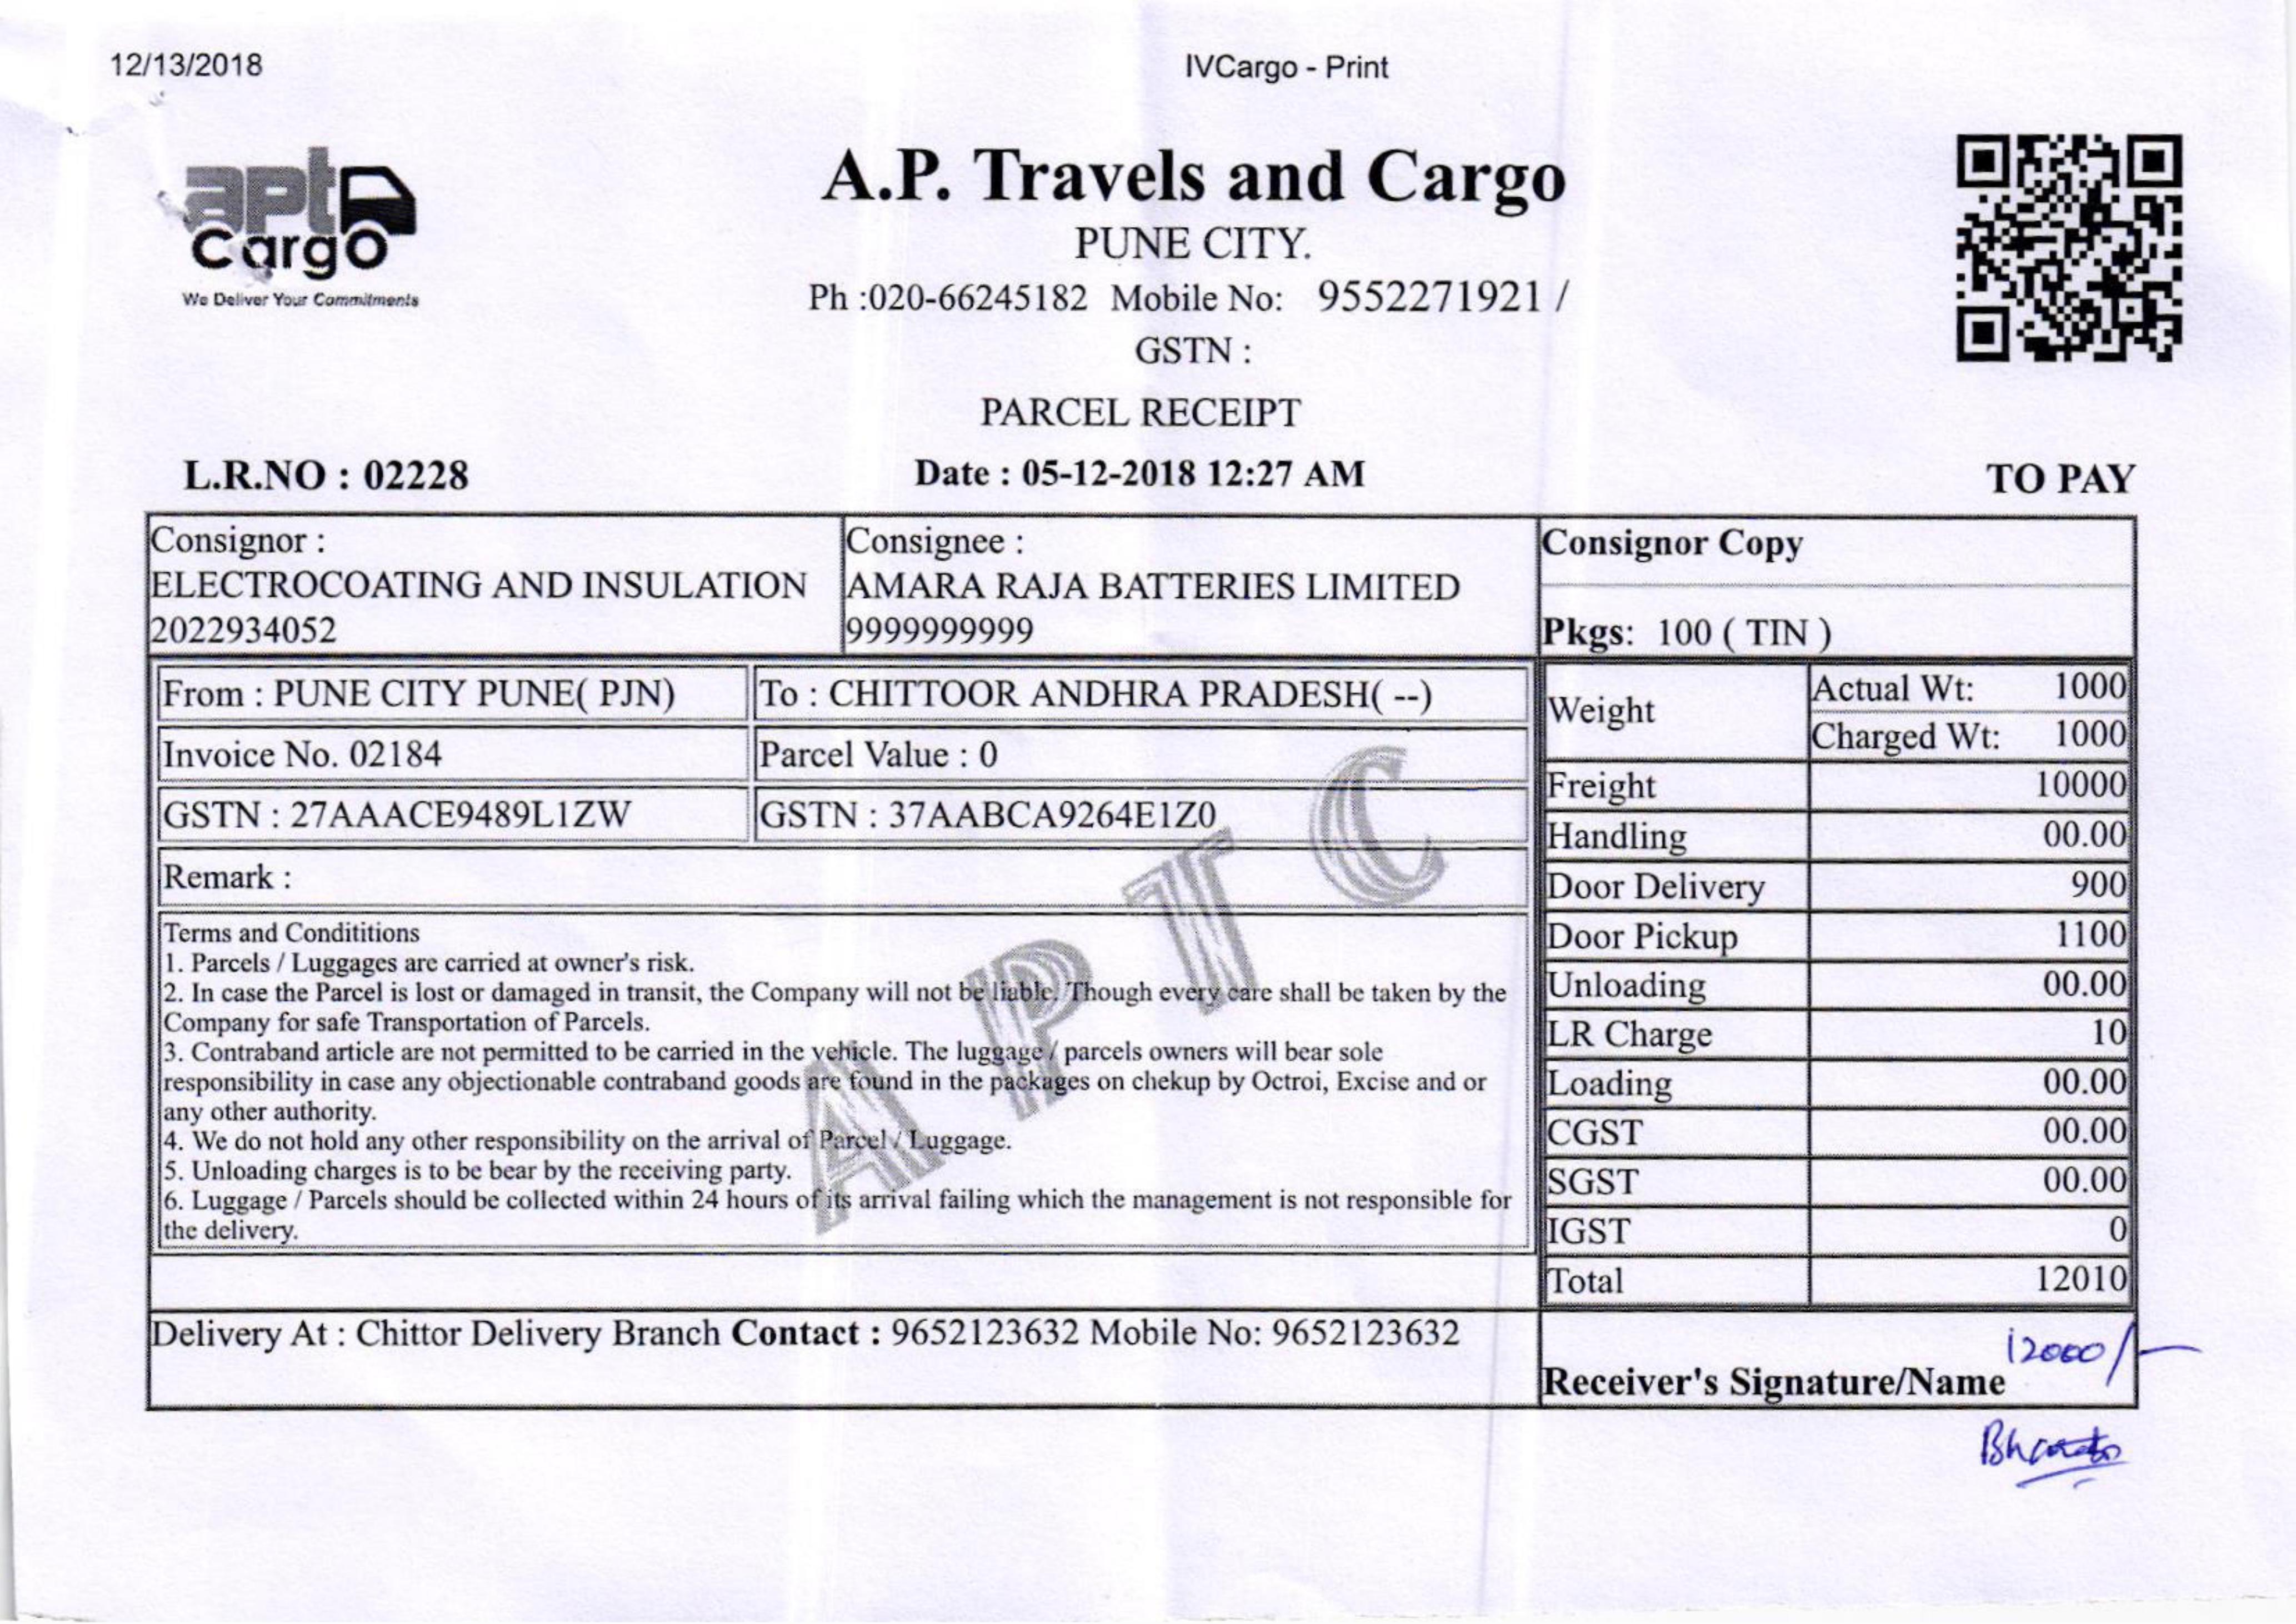 12/13/2018 IVCargo - Print
apt
Cargo
We Deliver Your Commitments
A.P. Travels and Cargo
PUNE CITY.
Ph :020-66245182 Mobile No: 9552271921 /
GSTN :
PARCEL RECEIPT
L.R.NO : 02228 Date : 05-12-2018 12:27 AM TO PAY
Consignor :
ELECTROCOATING AND INSULATION
2022934052
Consignee :
AMARA RAJA BATTERIES LIMITED
9999999999
Consignor Copy
Pkgs: 100 ( TIN )
From : PUNE CITY PUNE( PJN) To : CHITTOOR ANDHRA PRADESH( --)
Invoice No. 02184 Parcel Value : 0
GSTN : 27AAACE9489L1ZW GSTN : 37AABCA9264E1Z0
Remark :
Terms and Condititions
1. Parcels / Luggages are carried at owner's risk.
2. In case the Parcel is lost or damaged in transit, the Company will not be liable. Though every care shall be taken by the
Company for safe Transportation of Parcels.
3. Contraband article are not permitted to be carried in the vehicle. The luggage / parcels owners will bear sole
responsibility in case any objectionable contraband goods are found in the packages on chekup by Octroi, Excise and or
any other authority.
4. We do not hold any other responsibility on the arrival of Parcel / Luggage.
5. Unloading charges is to be bear by the receiving party.
6. Luggage / Parcels should be collected within 24 hours of its arrival failing which the management is not responsible for
the delivery.
A P T C
Weight Actual Wt: 1000
Charged Wt: 1000
Freight 10000
Handling 00.00
Door Delivery 900
Door Pickup 1100
Unloading 00.00
LR Charge 10
Loading 00.00
CGST 00.00
SGST 00.00
IGST 0
Total 12010
Delivery At : Chittor Delivery Branch Contact : 9652123632 Mobile No: 9652123632
12000/-
Receiver's Signature/Name